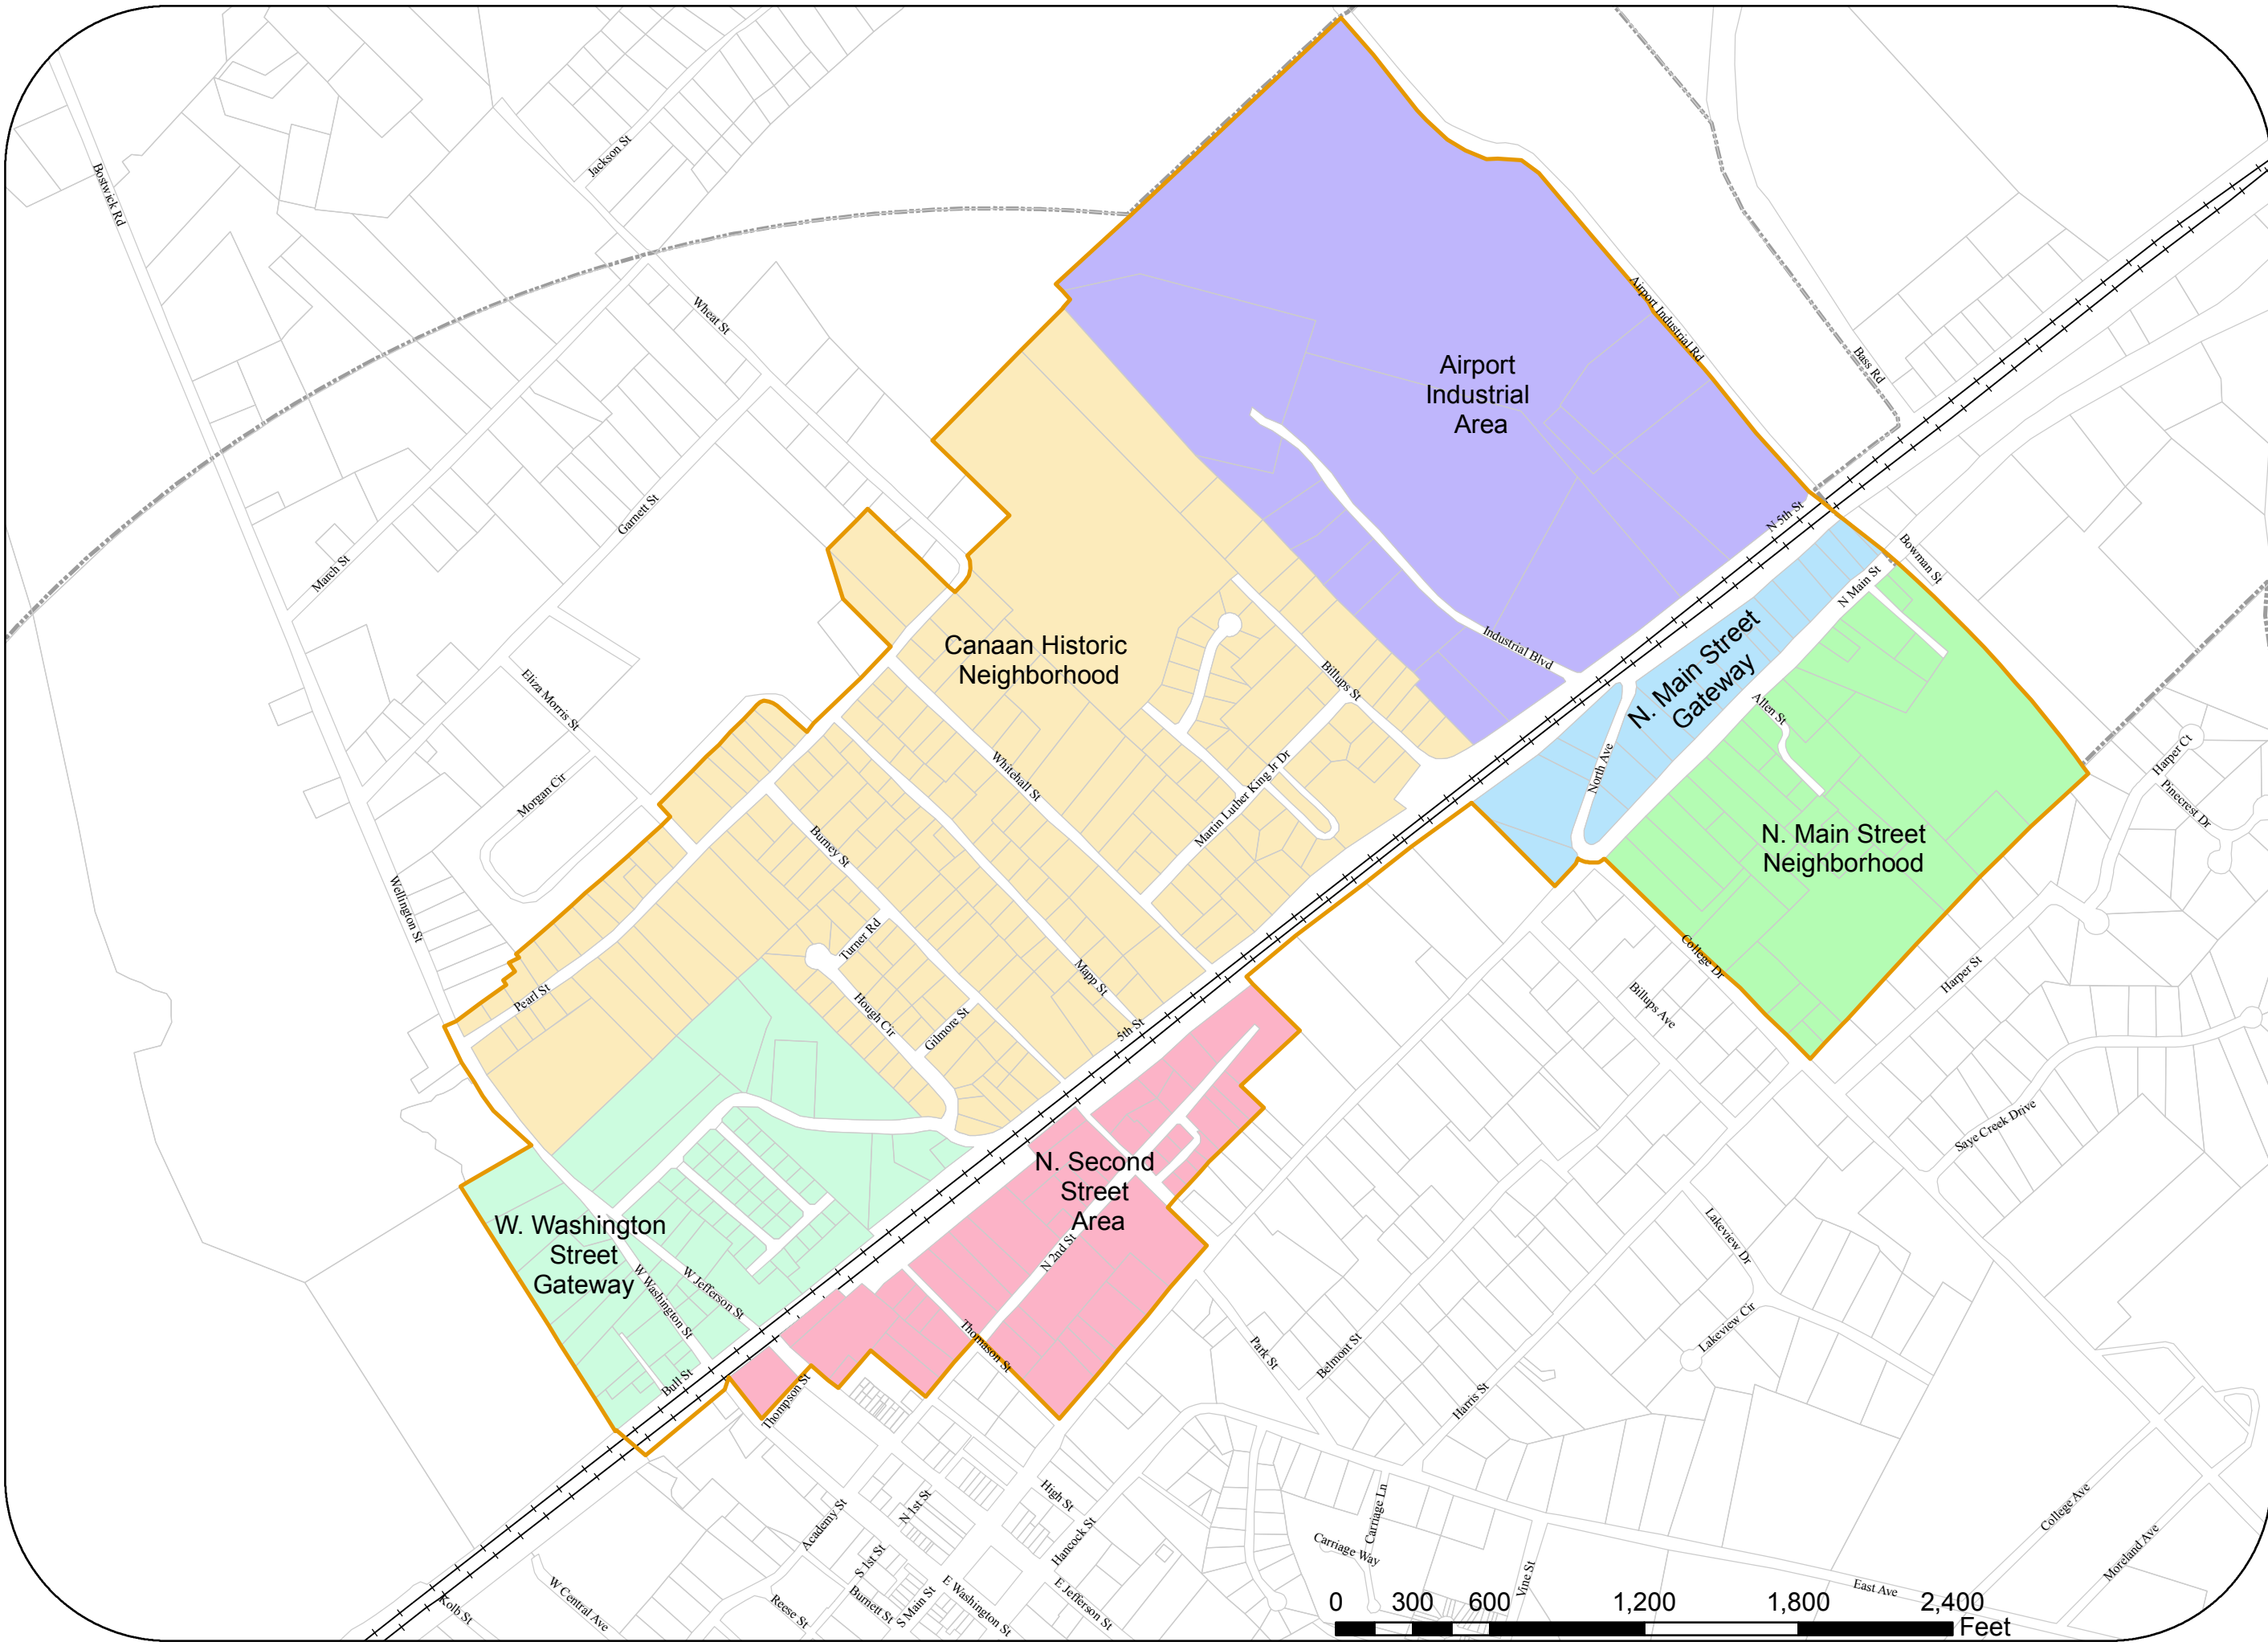 Jackson St
Bostwick Rd
Wheat St
Airport Industrial Rd
Bass Rd
Airport
Industrial
Area
Garnett St
March St
N 5th St
Bowman St
N Main St
Canaan Historic
Neighborhood
Industrial Blvd
Billups St
N. Main Street
Gateway
Eliza Morris St
Allen St
Whitehall St
North Ave
Harper Ct
Pinecrest Dr
Morgan Cir
Martin Luther King Jr Dr
Burney St
N. Main Street
Neighborhood
Wellington St
Turner Rd
College Dr
Mapp St
Harper St
Pearl St
Billups Ave
Hough Cir
Gilmore St
5th St
Saye Creek Drive
N. Second
Street
Area
W. Washington
Street
Gateway
N 2nd St
Lakeview Dr
W Washington St
W Jefferson St
Lakeview Cir
Thomason St
Park St
Belmont St
Bull St
Thompson St
Harris St
High St
N 1st St
Academy St
Hancock St
Carriage Ln
Carriage Way
College Ave
Moreland Ave
S 1st St
Vine St
East Ave
Kolb St
W Central Ave
Reese St
Burnett St
S Main St
E Washington St
E Jefferson St
0 300 600 1,200 1,800 2,400
Feet